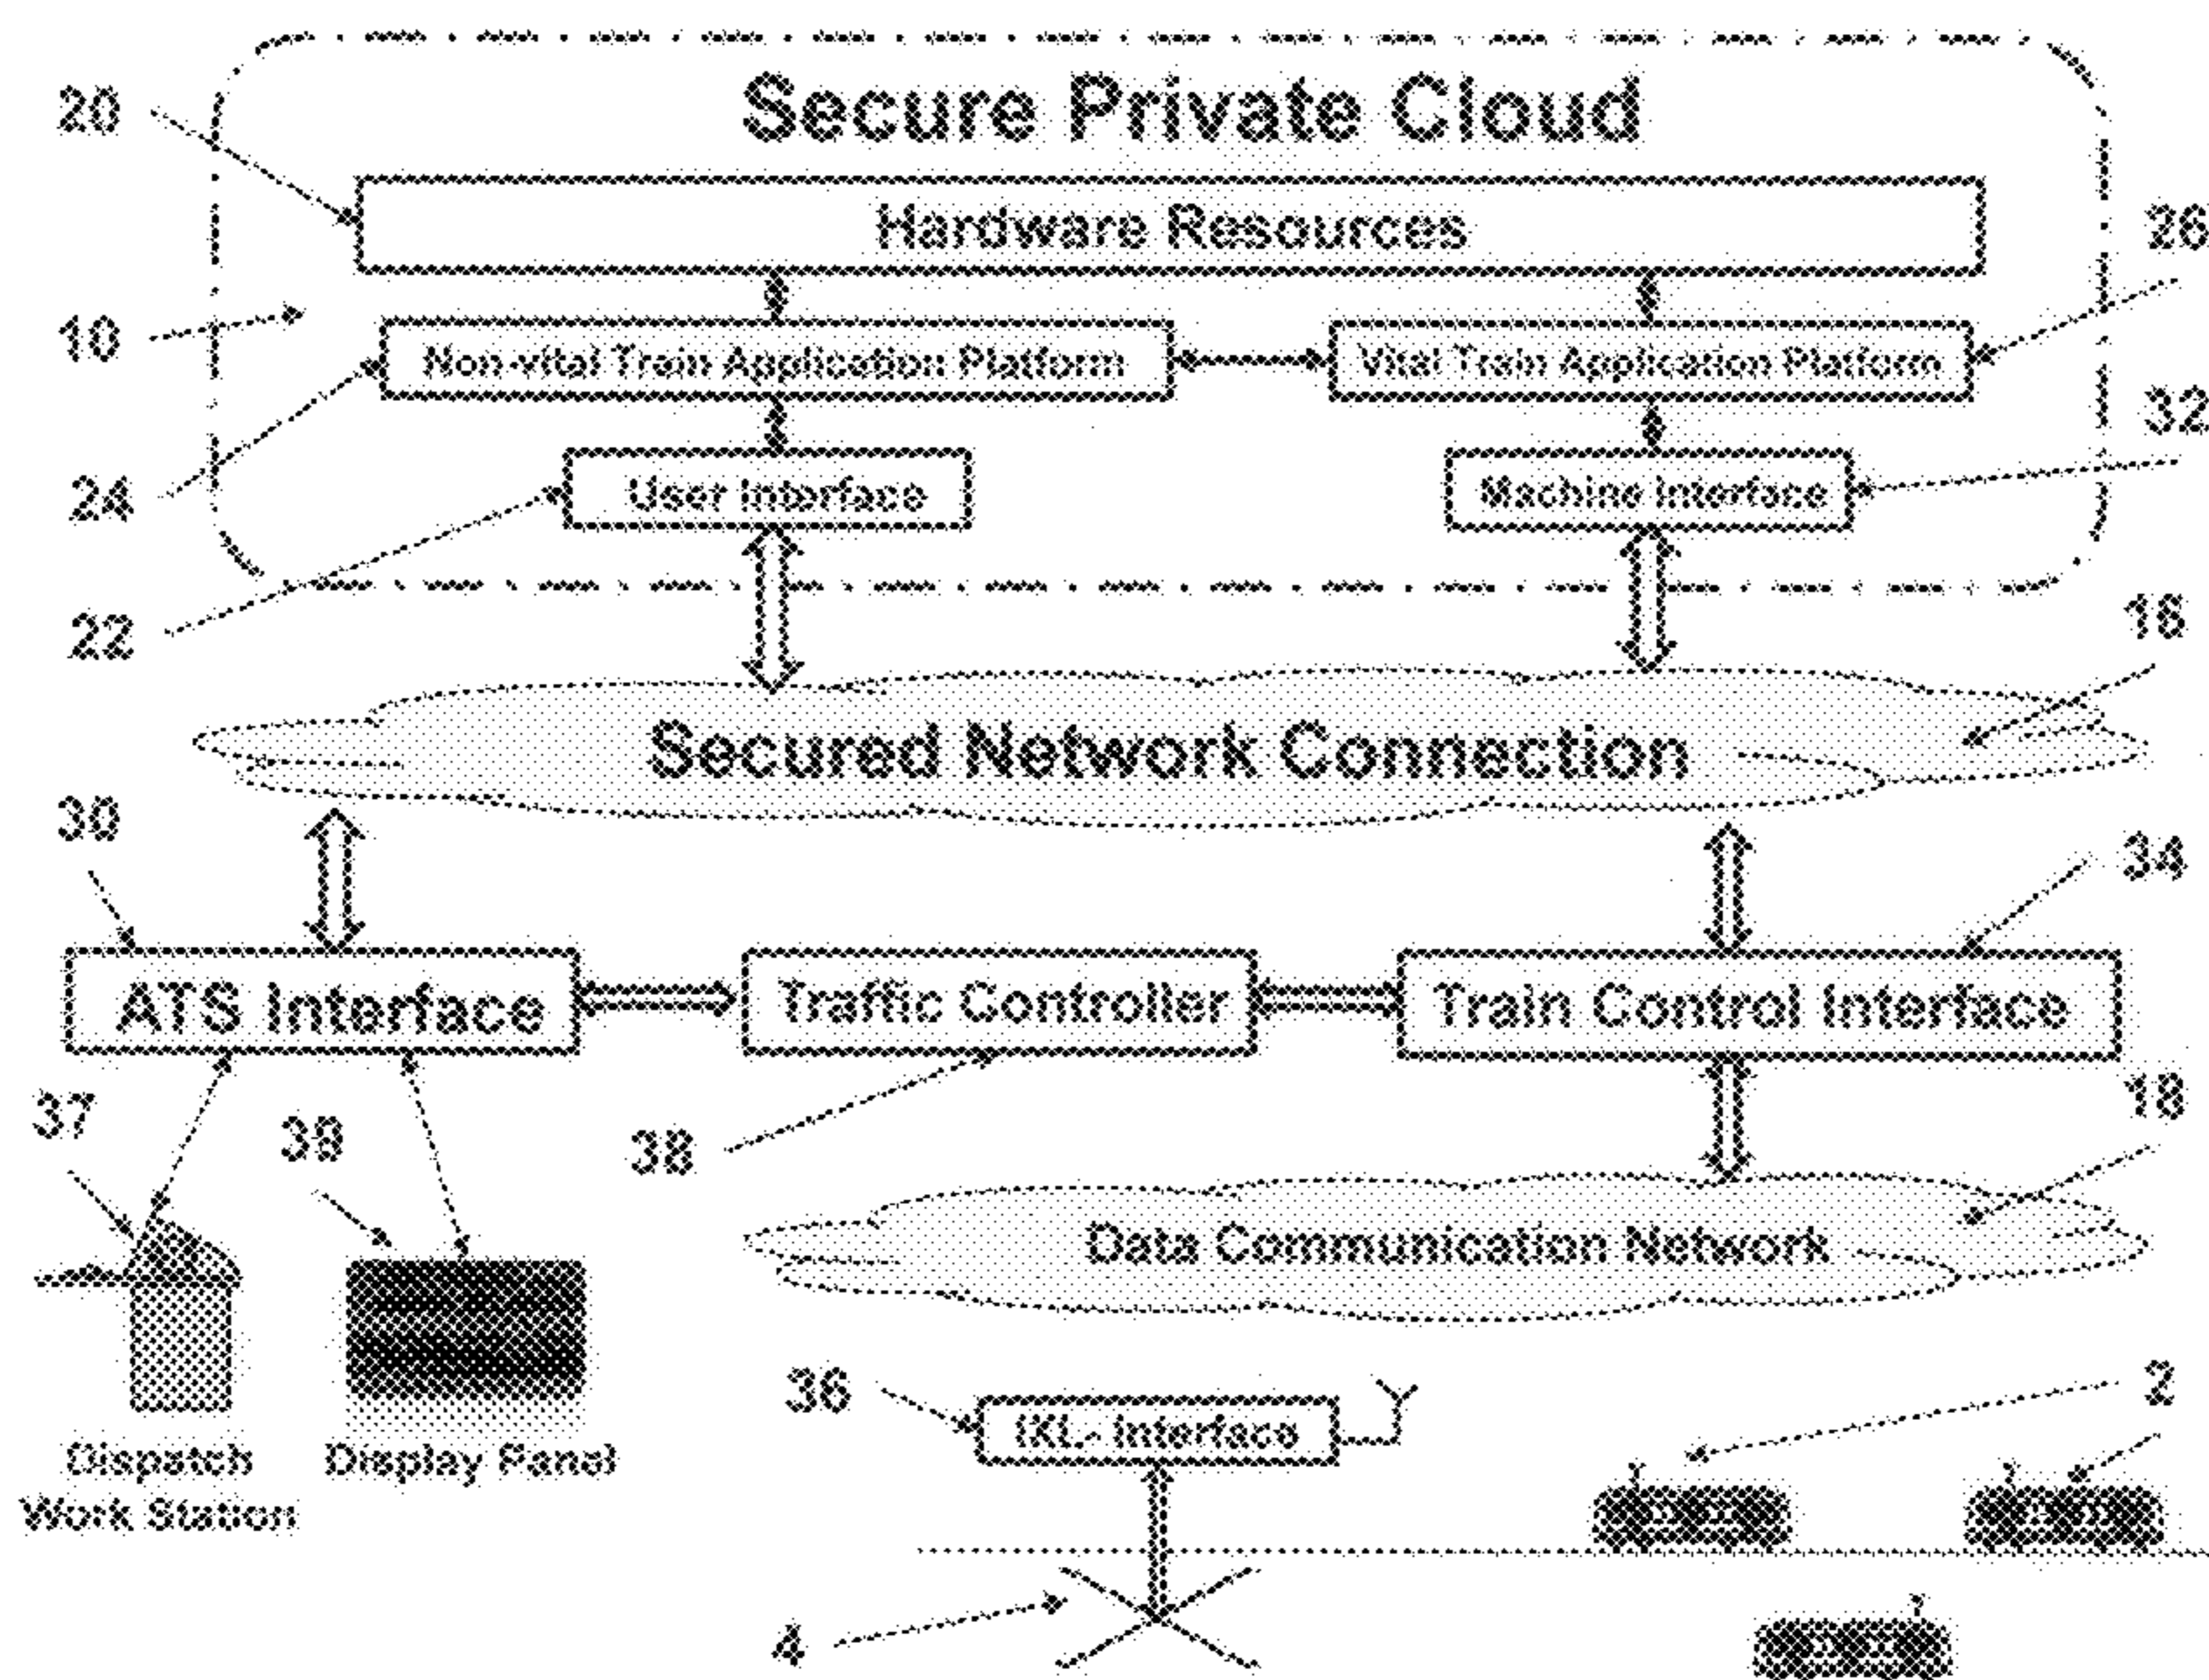 Secure Private Cloud
20
Hardware Resources
26
10
Non-vital Train Application Platform
Vital Train Application Platform
32
24
User Interface
Machine Interface
22
16
Secured Network Connection
30
34
ATS Interface
Traffic Controller
Train Control Interface
18
37
39
38
Data Communication Network
36
2
IXL- Interface
Dispatch
Work Station
Display Panel
4